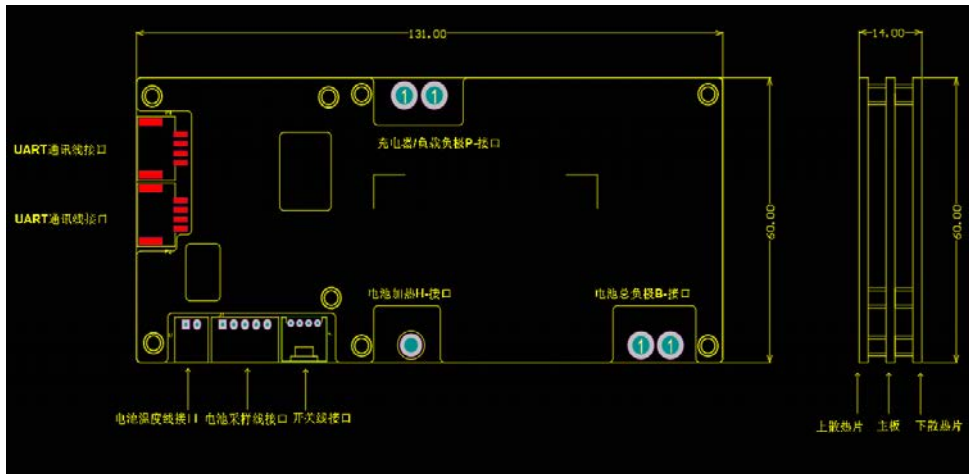 131.00
14.00
1 1
充电器/负载负极P-接口
UART通讯线接口
UART通讯线接口
60.00
60.00
电池加热H-接口
电池总负极B-接口
1 1
电池温度线接口
电池采样线接口
开关线接口
上散热片
主板
下散热片